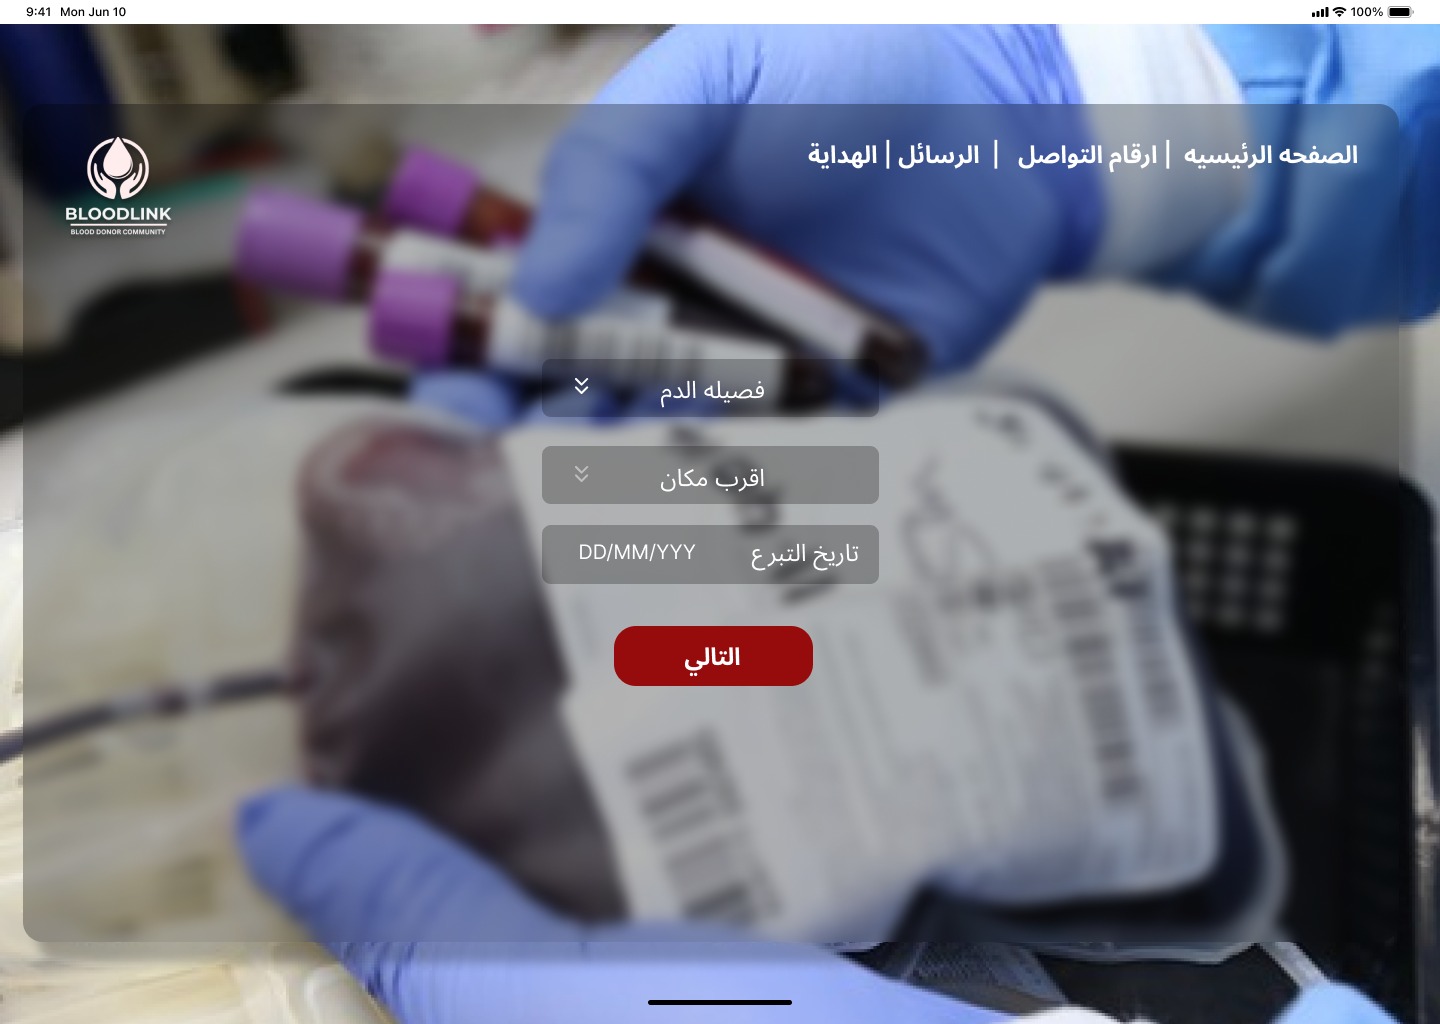 9:41 Mon Jun 10 100%
الصفحه الرئيسيه | ارقام التواصل | الرسائل | الهداية
BLOODLINK
BLOOD DONOR COMMUNITY
فصيله الدم
اقرب مكان
تاريخ التبرع DD/MM/YYY
التالي